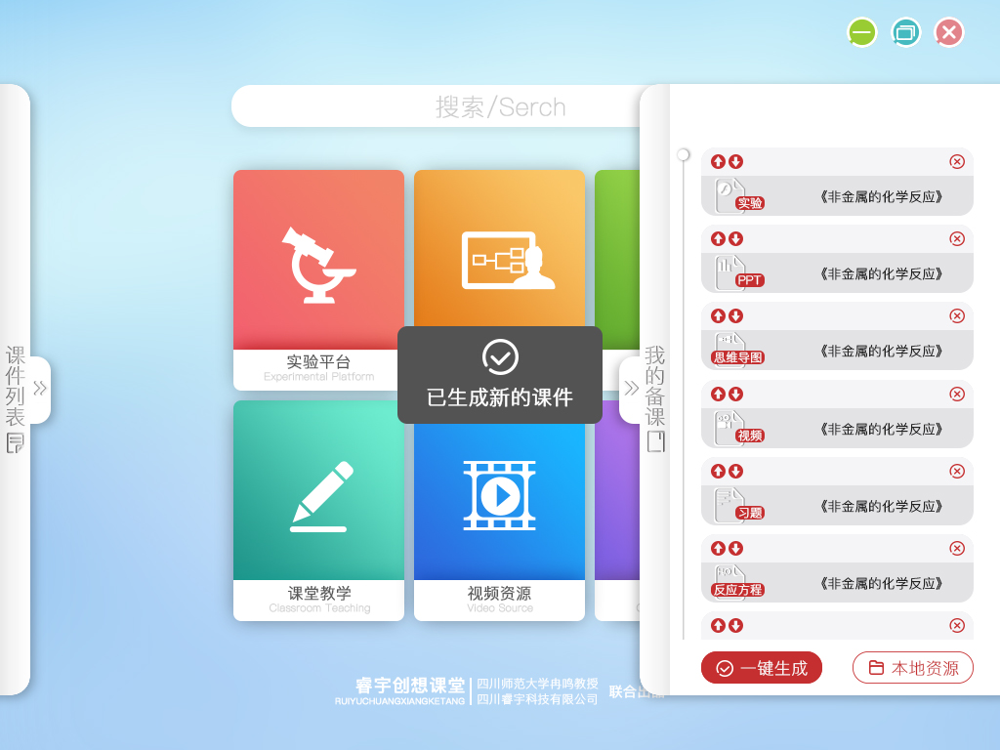 搜索/Serch
课件列表
实验平台
Experimental Platform
课堂教学
Classroom Teaching
视频资源
Video Source
已生成新的课件
我的备课
实验
《非金属的化学反应》
PPT
《非金属的化学反应》
思维导图
《非金属的化学反应》
视频
《非金属的化学反应》
习题
《非金属的化学反应》
反应方程
《非金属的化学反应》
一键生成
本地资源
睿宇创想课堂
RUIYUCHUANGXIANGKETANG
四川师范大学冉鸣教授
四川睿宇科技有限公司
联合出品